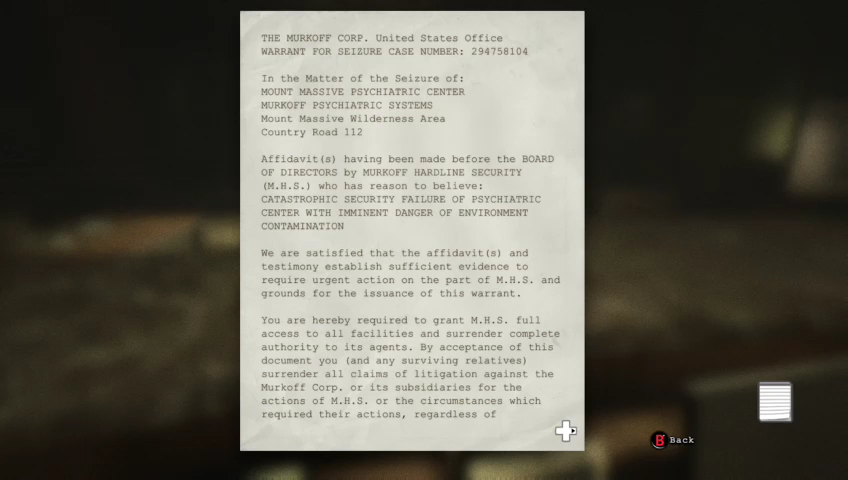 THE MURKOFF CORP. United States Office
WARRANT FOR SEIZURE CASE NUMBER: 294758104
In the Matter of the Seizure of:
MOUNT MASSIVE PSYCHIATRIC CENTER
MURKOFF PSYCHIATRIC SYSTEMS
Mount Massive Wilderness Area
Country Road 112
Affidavit(s) having been made before the BOARD
OF DIRECTORS by MURKOFF HARDLINE SECURITY
(M.H.S.) who has reason to believe:
CATASTROPHIC SECURITY FAILURE OF PSYCHIATRIC
CENTER WITH IMMINENT DANGER OF ENVIRONMENT
CONTAMINATION
We are satisfied that the affidavit(s) and
testimony establish sufficient evidence to
require urgent action on the part of M.H.S. and
grounds for the issuance of this warrant.
You are hereby required to grant M.H.S. full
access to all facilities and surrender complete
authority to its agents. By acceptance of this
document you (and any surviving relatives)
surrender all claims of litigation against the
Murkoff Corp. or its subsidiaries for the
actions of M.H.S. or the circumstances which
required their actions, regardless of
B Back